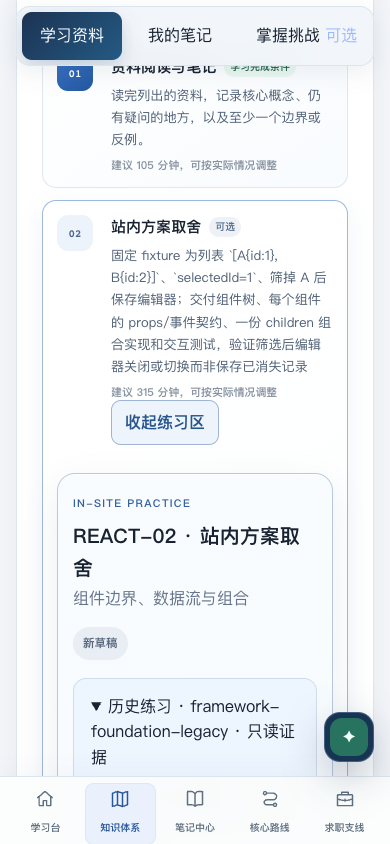 学习资料
我的笔记
掌握挑战 可选
01
资料阅读与笔记
学习完成条件
读完列出的资料，记录核心概念、仍
有疑问的地方，以及至少一个边界或
反例。
建议 105 分钟，可按实际情况调整
02
站内方案取舍 可选
固定 fixture 为列表 `[A{id:1},
B{id:2}]`、`selectedId=1`、筛掉 A 后
保存编辑器；交付组件树、每个组件
的 props/事件契约、一份 children 组
合实现和交互测试，验证筛选后编辑
器关闭或切换而非保存已消失记录
建议 315 分钟，可按实际情况调整
收起练习区
IN-SITE PRACTICE
REACT-02 · 站内方案取
舍
组件边界、数据流与组合
新草稿
▼ 历史练习 · framework-
foundation-legacy · 只读证
据
学习台
知识体系
笔记中心
核心路线
求职支线